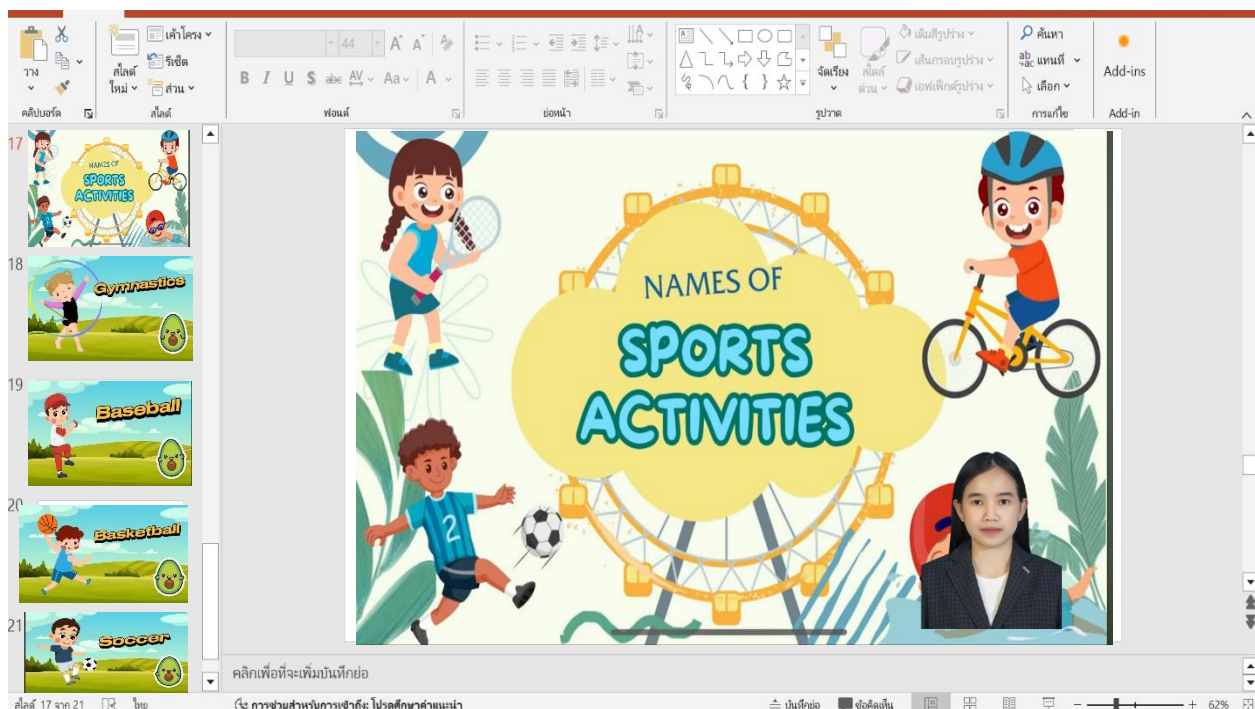 วาง
สไลด์
ใหม่
เค้าโครง
รีเซ็ต
ส่วน
44
A A
B I U S abc AV Aa A
จัดเรียง
สไตล์
ด่วน
เติมสีรูปร่าง
เส้นกรอบรูปร่าง
เอฟเฟ็กต์รูปร่าง
ค้นหา
แทนที่
เลือก
Add-ins
คลิปบอร์ด
สไลด์
ฟอนต์
ย่อหน้า
รูปวาด
การแก้ไข
Add-in
17
NAMES OF
SPORTS
ACTIVITIES
18
Gymnastics
19
Baseball
20
Basketball
21
Soccer
NAMES OF
SPORTS
ACTIVITIES
2
คลิกเพื่อที่จะเพิ่มบันทึกย่อ
สไลด์ 17 จาก 21
ไทย
การช่วยสำหรับการเข้าถึง: โปรดศึกษาคำแนะนำ
บันทึกย่อ
ข้อคิดเห็น
62%